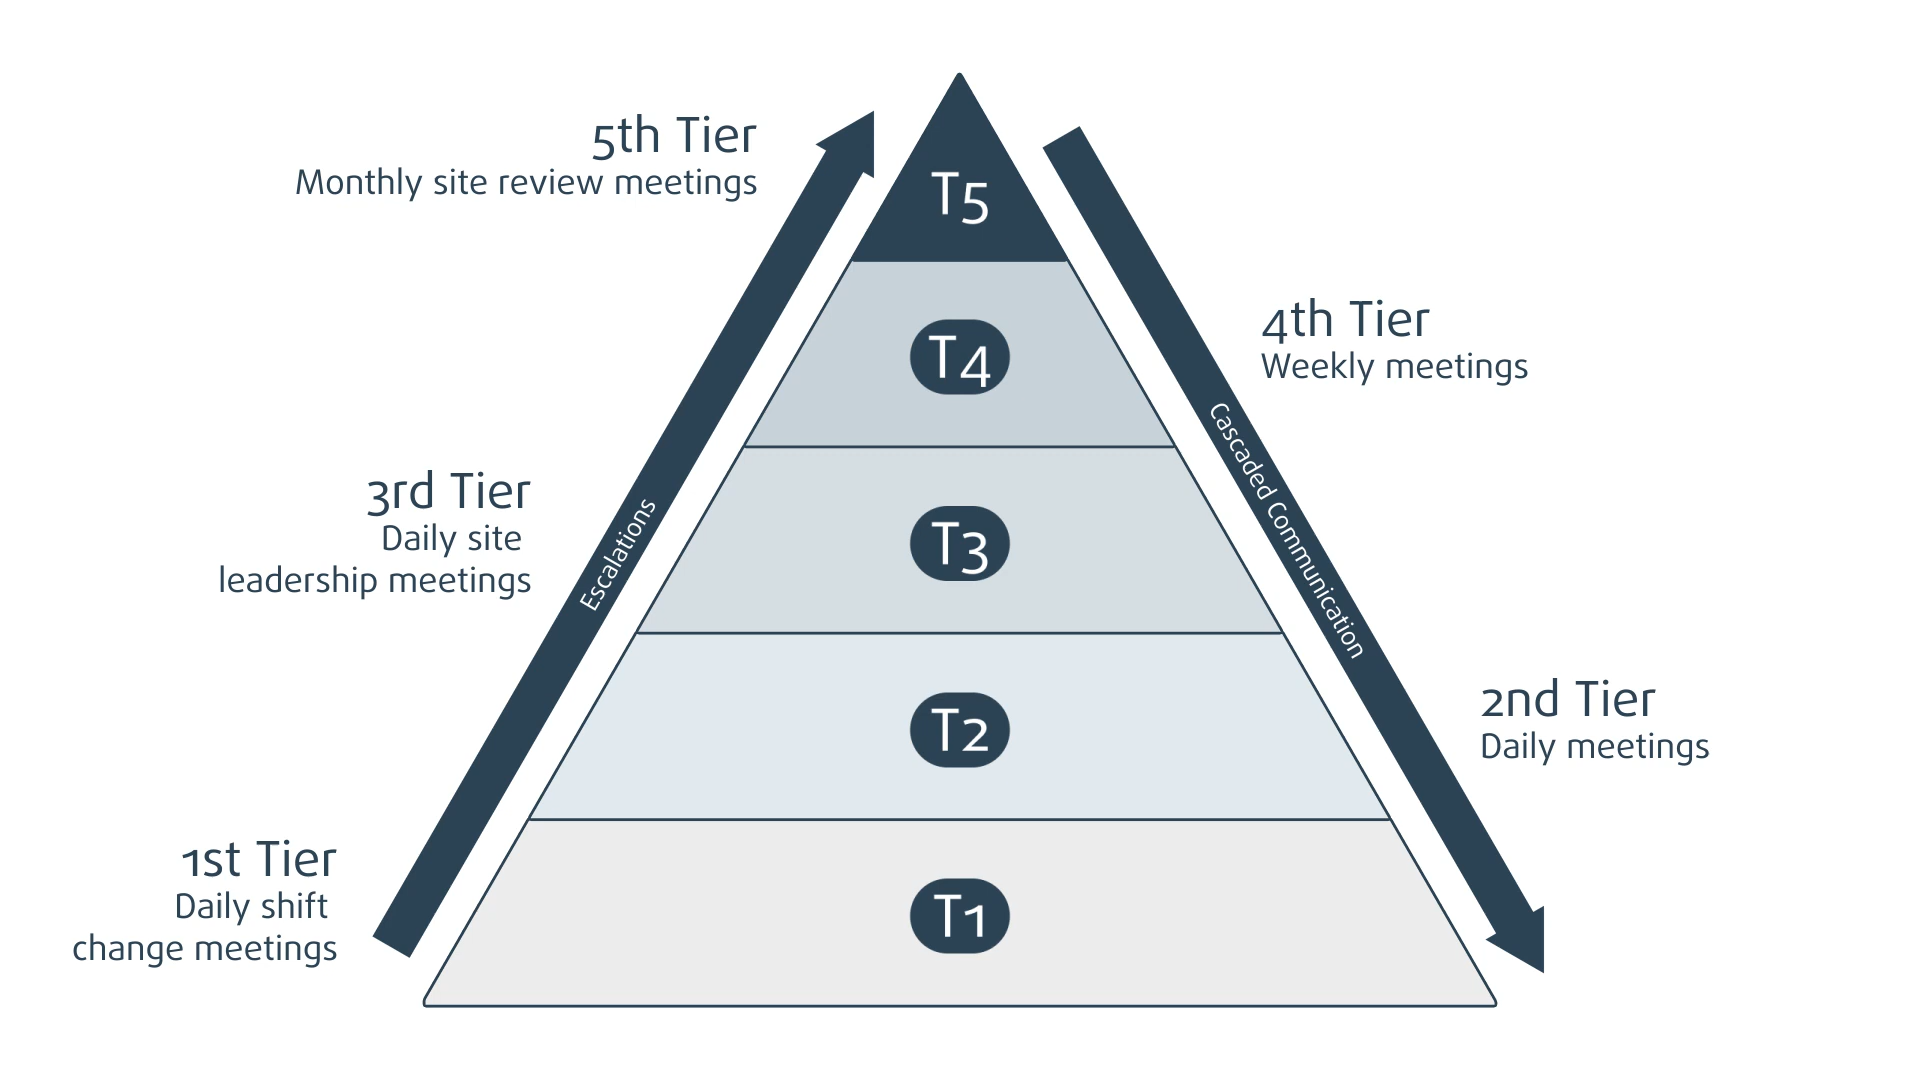 5th Tier
Monthly site review meetings
T5
4th Tier
Weekly meetings
T4
3rd Tier
Daily site
leadership meetings
Escalations
T3
Cascaded Communication
2nd Tier
Daily meetings
T2
1st Tier
Daily shift
change meetings
T1